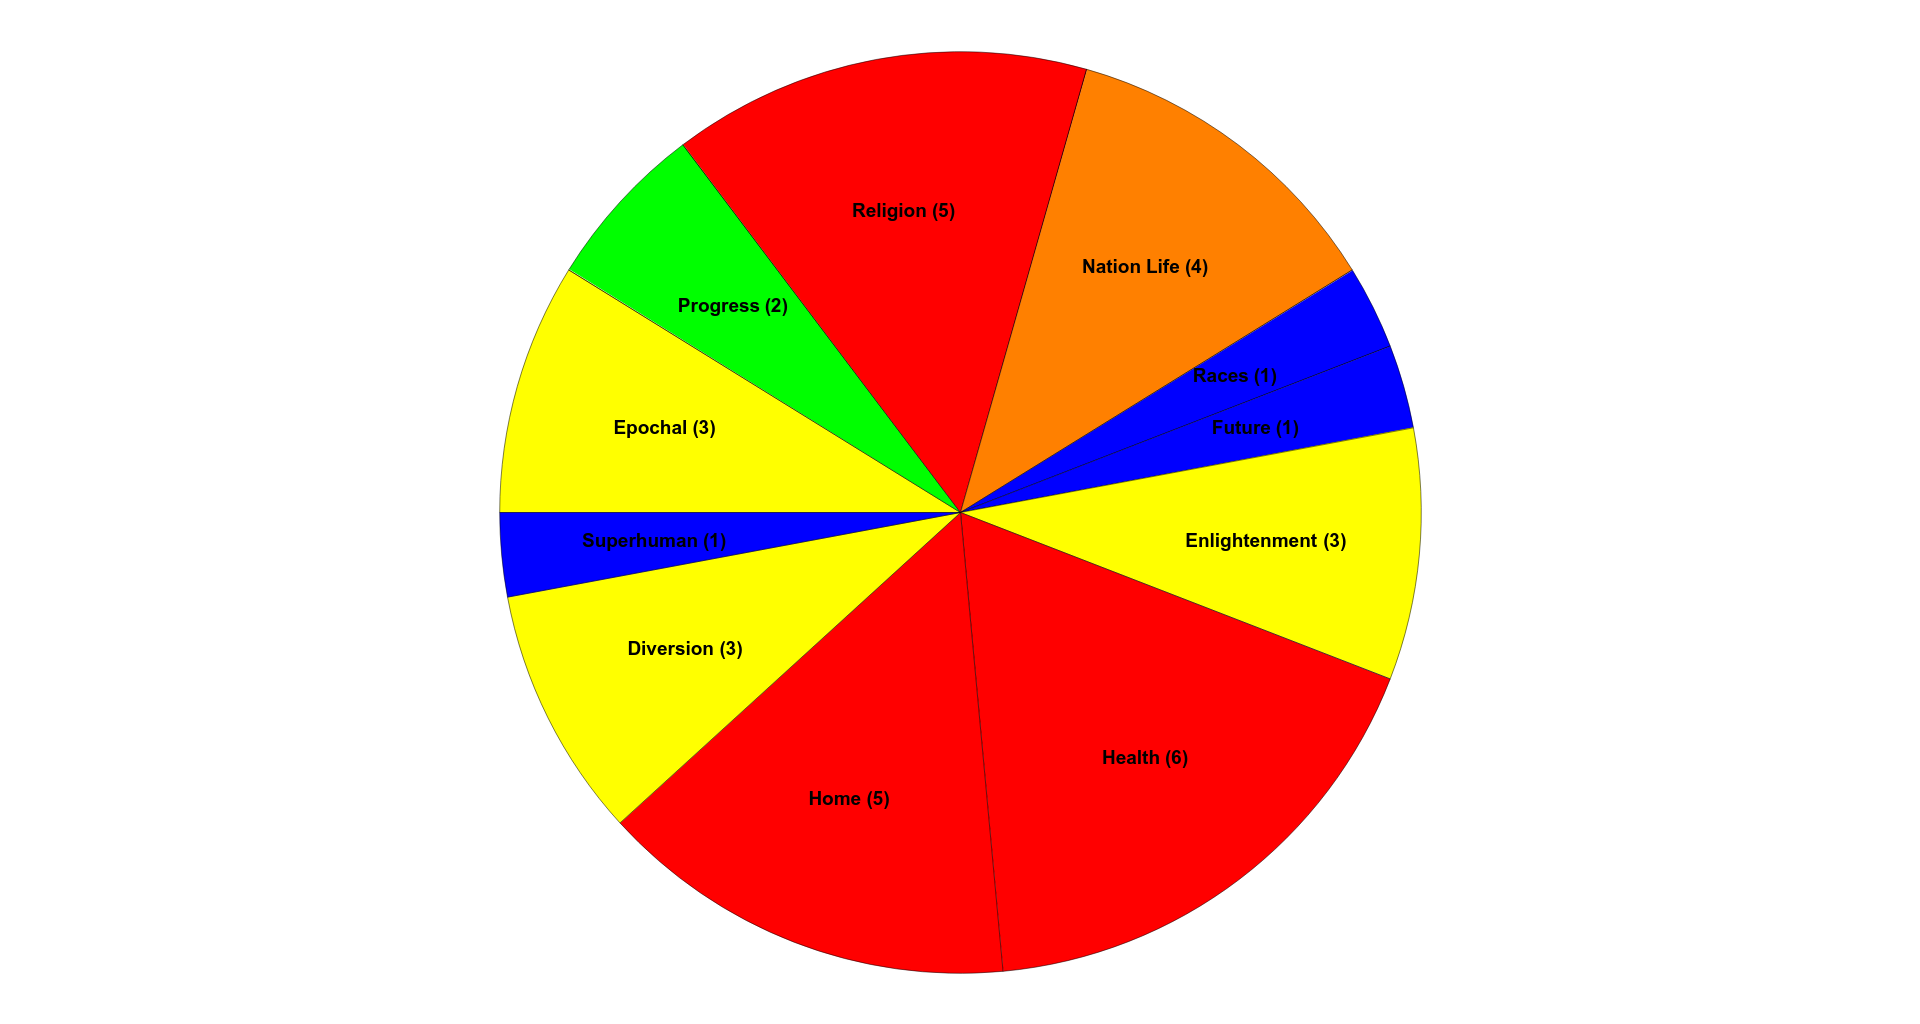 Religion (5)
Nation Life (4)
Progress (2)
Races (1)
Epochal (3)
Future (1)
Superhuman (1)
Enlightenment (3)
Diversion (3)
Health (6)
Home (5)